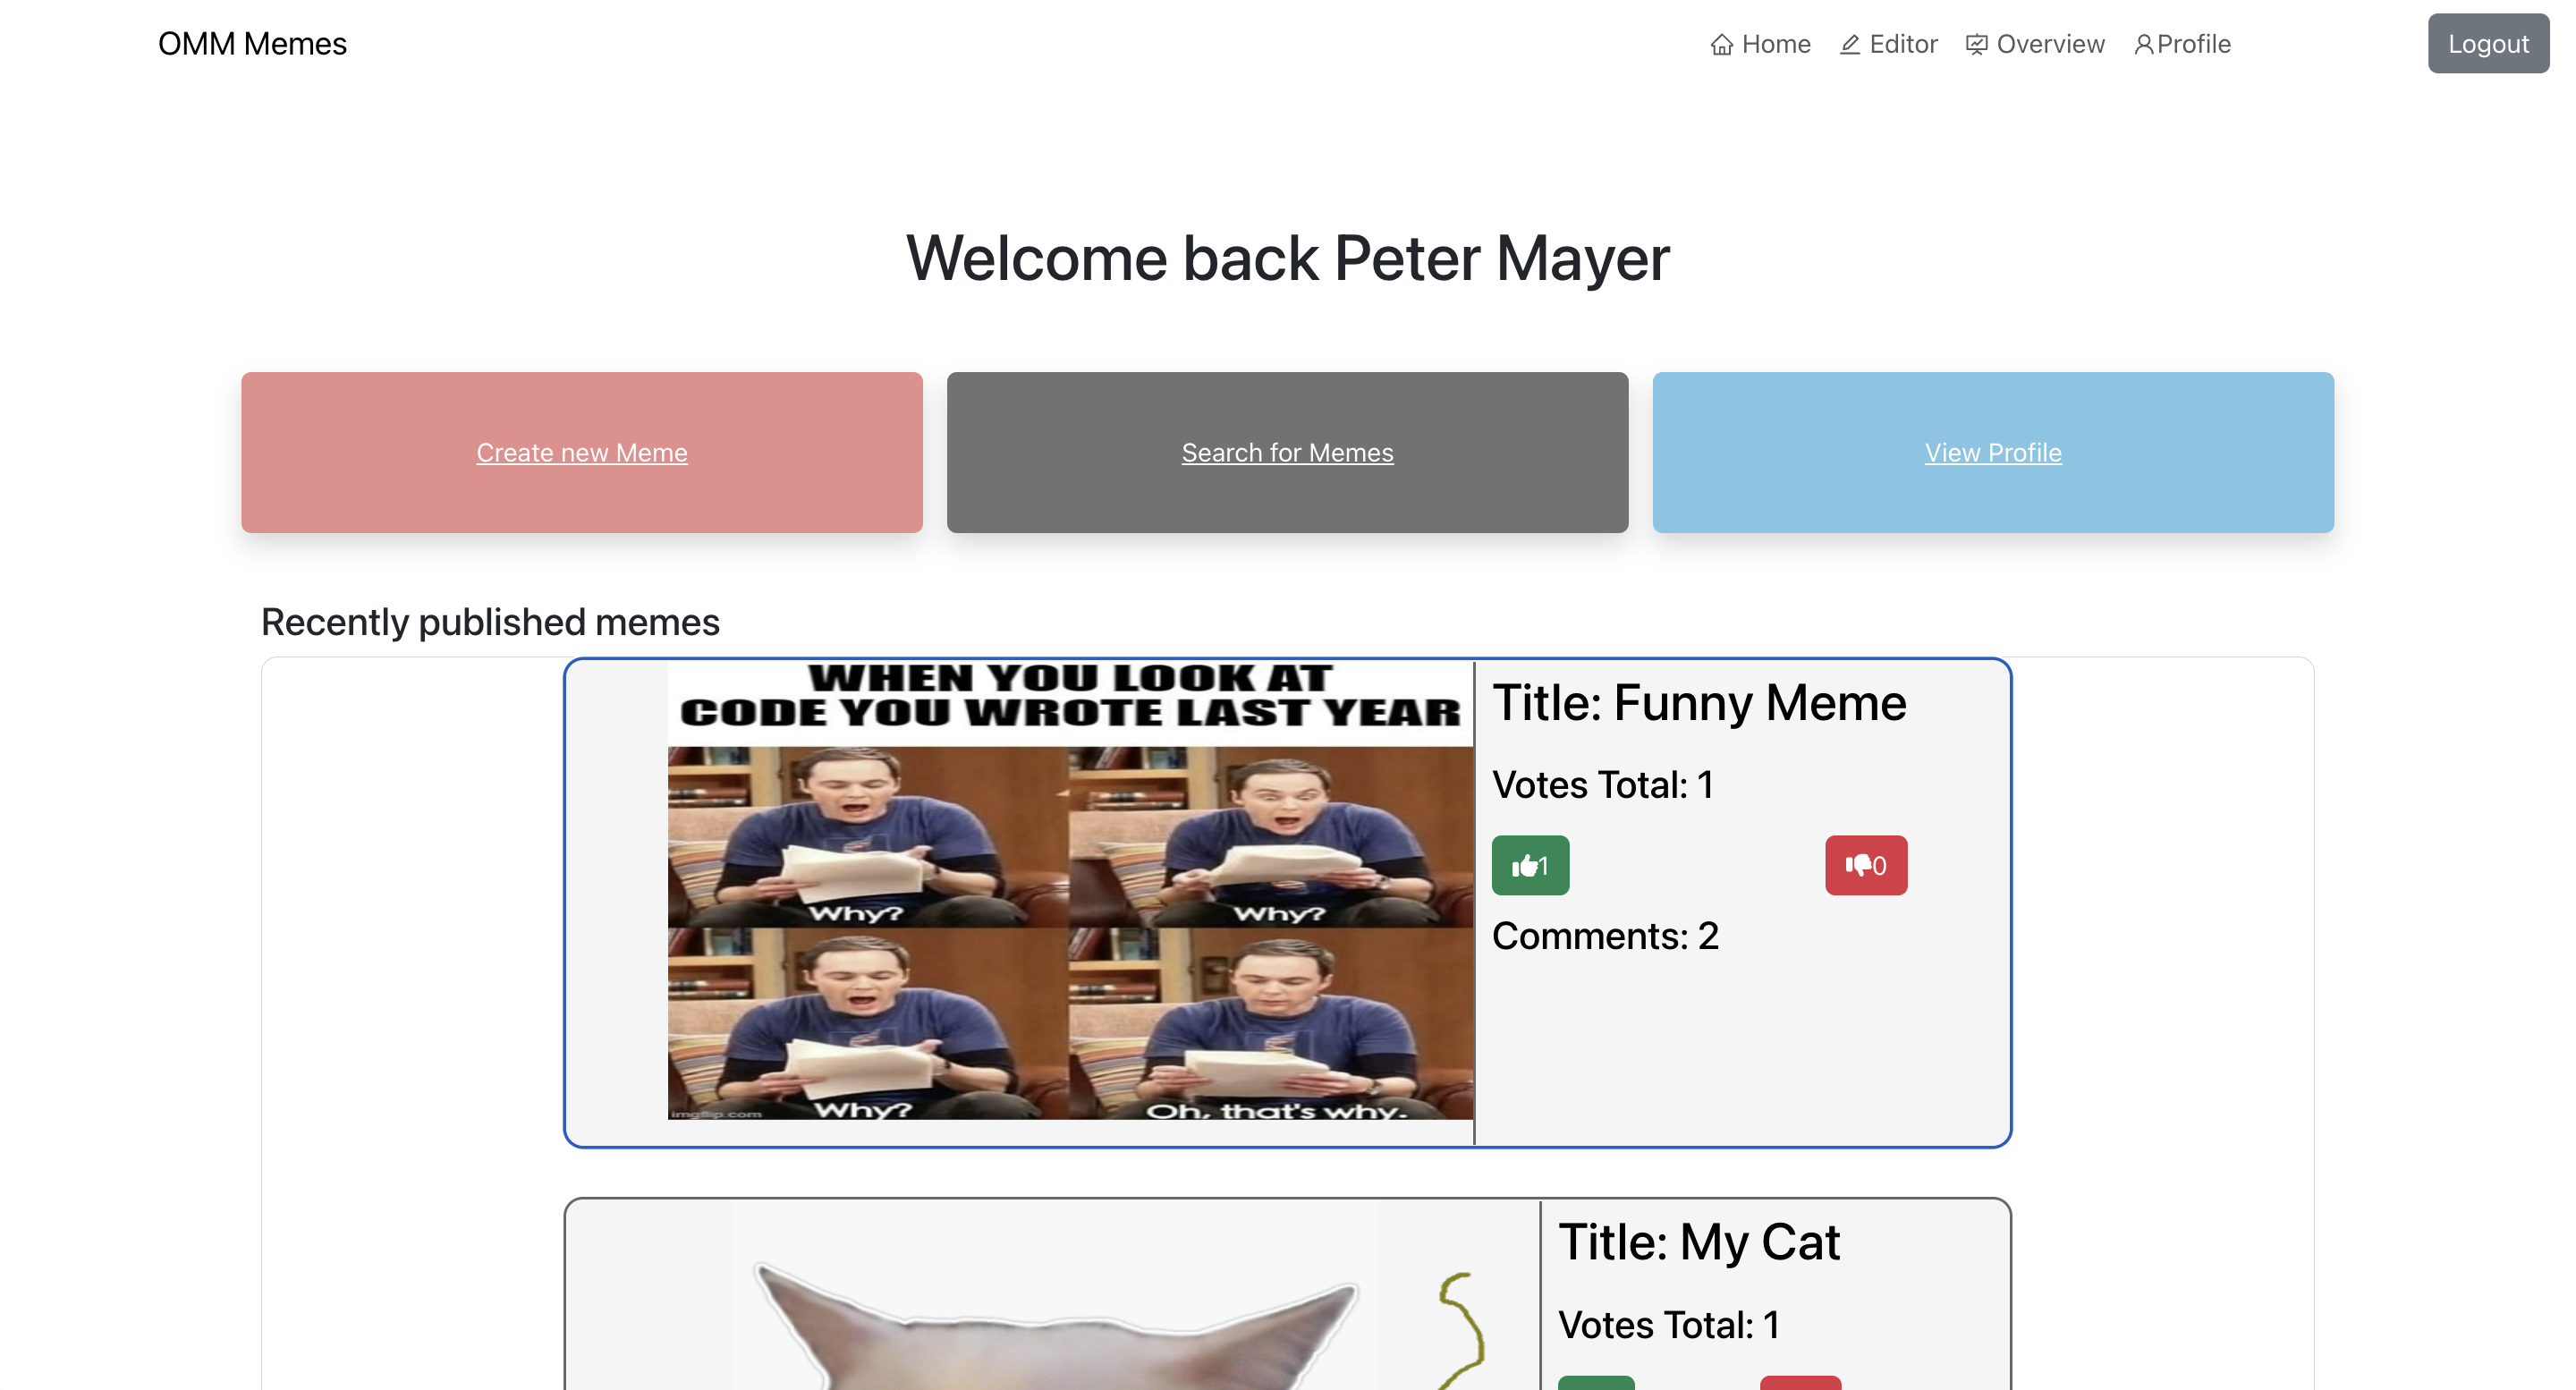 OMM Memes
Home
Editor
Overview
Profile
Logout
Welcome back Peter Mayer
Create new Meme
Search for Memes
View Profile
Recently published memes
WHEN YOU LOOK AT
CODE YOU WROTE LAST YEAR
Why?
Why?
Why?
Oh, that's why.
imgflip.com
Title: Funny Meme
Votes Total: 1
1
0
Comments: 2
Title: My Cat
Votes Total: 1